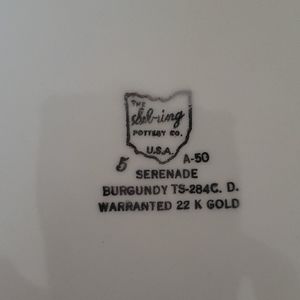 THE
Seb-ring
POTTERY CO.
U.S.A.
5 A-50
SERENADE
BURGUNDY TS-284C. D.
WARRANTED 22 K GOLD